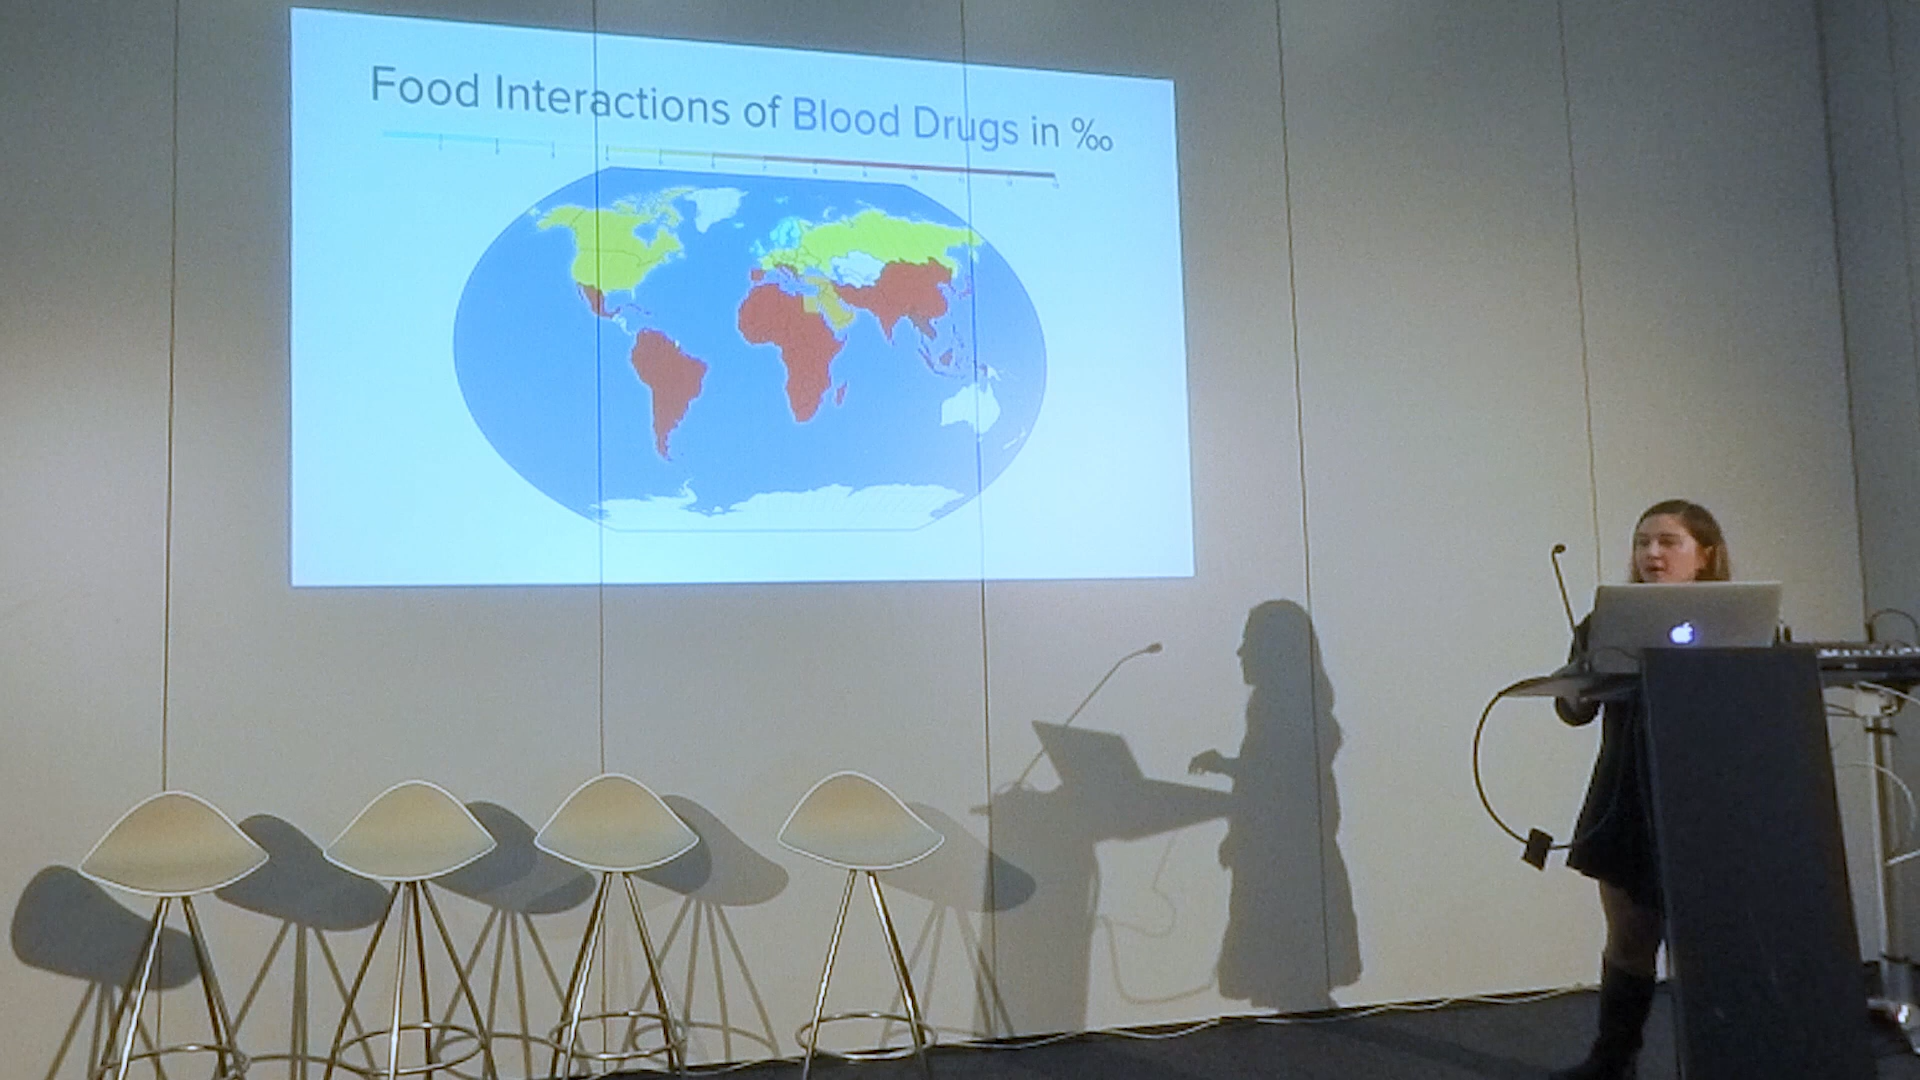 Food Interactions of Blood Drugs in ‰